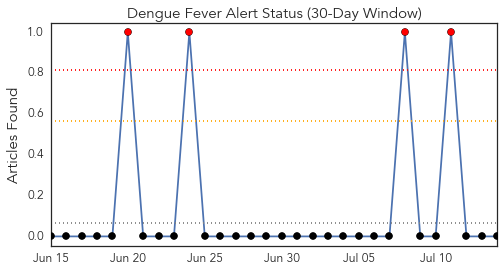 Dengue Fever Alert Status (30-Day Window)
Articles Found
1.0
0.8
0.6
0.4
0.2
0.0
Jun 15
Jun 20
Jun 25
Jun 30
Jul 05
Jul 10